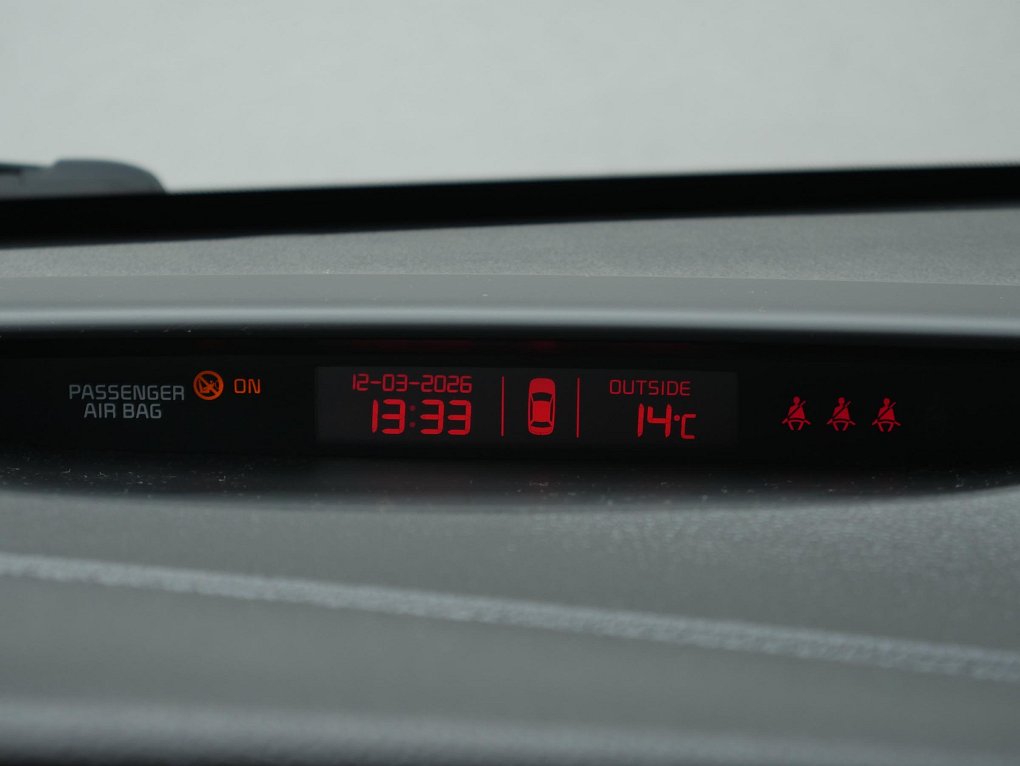 PASSENGER
AIR BAG
ON
12-03-2026
13:33
OUTSIDE
14°C